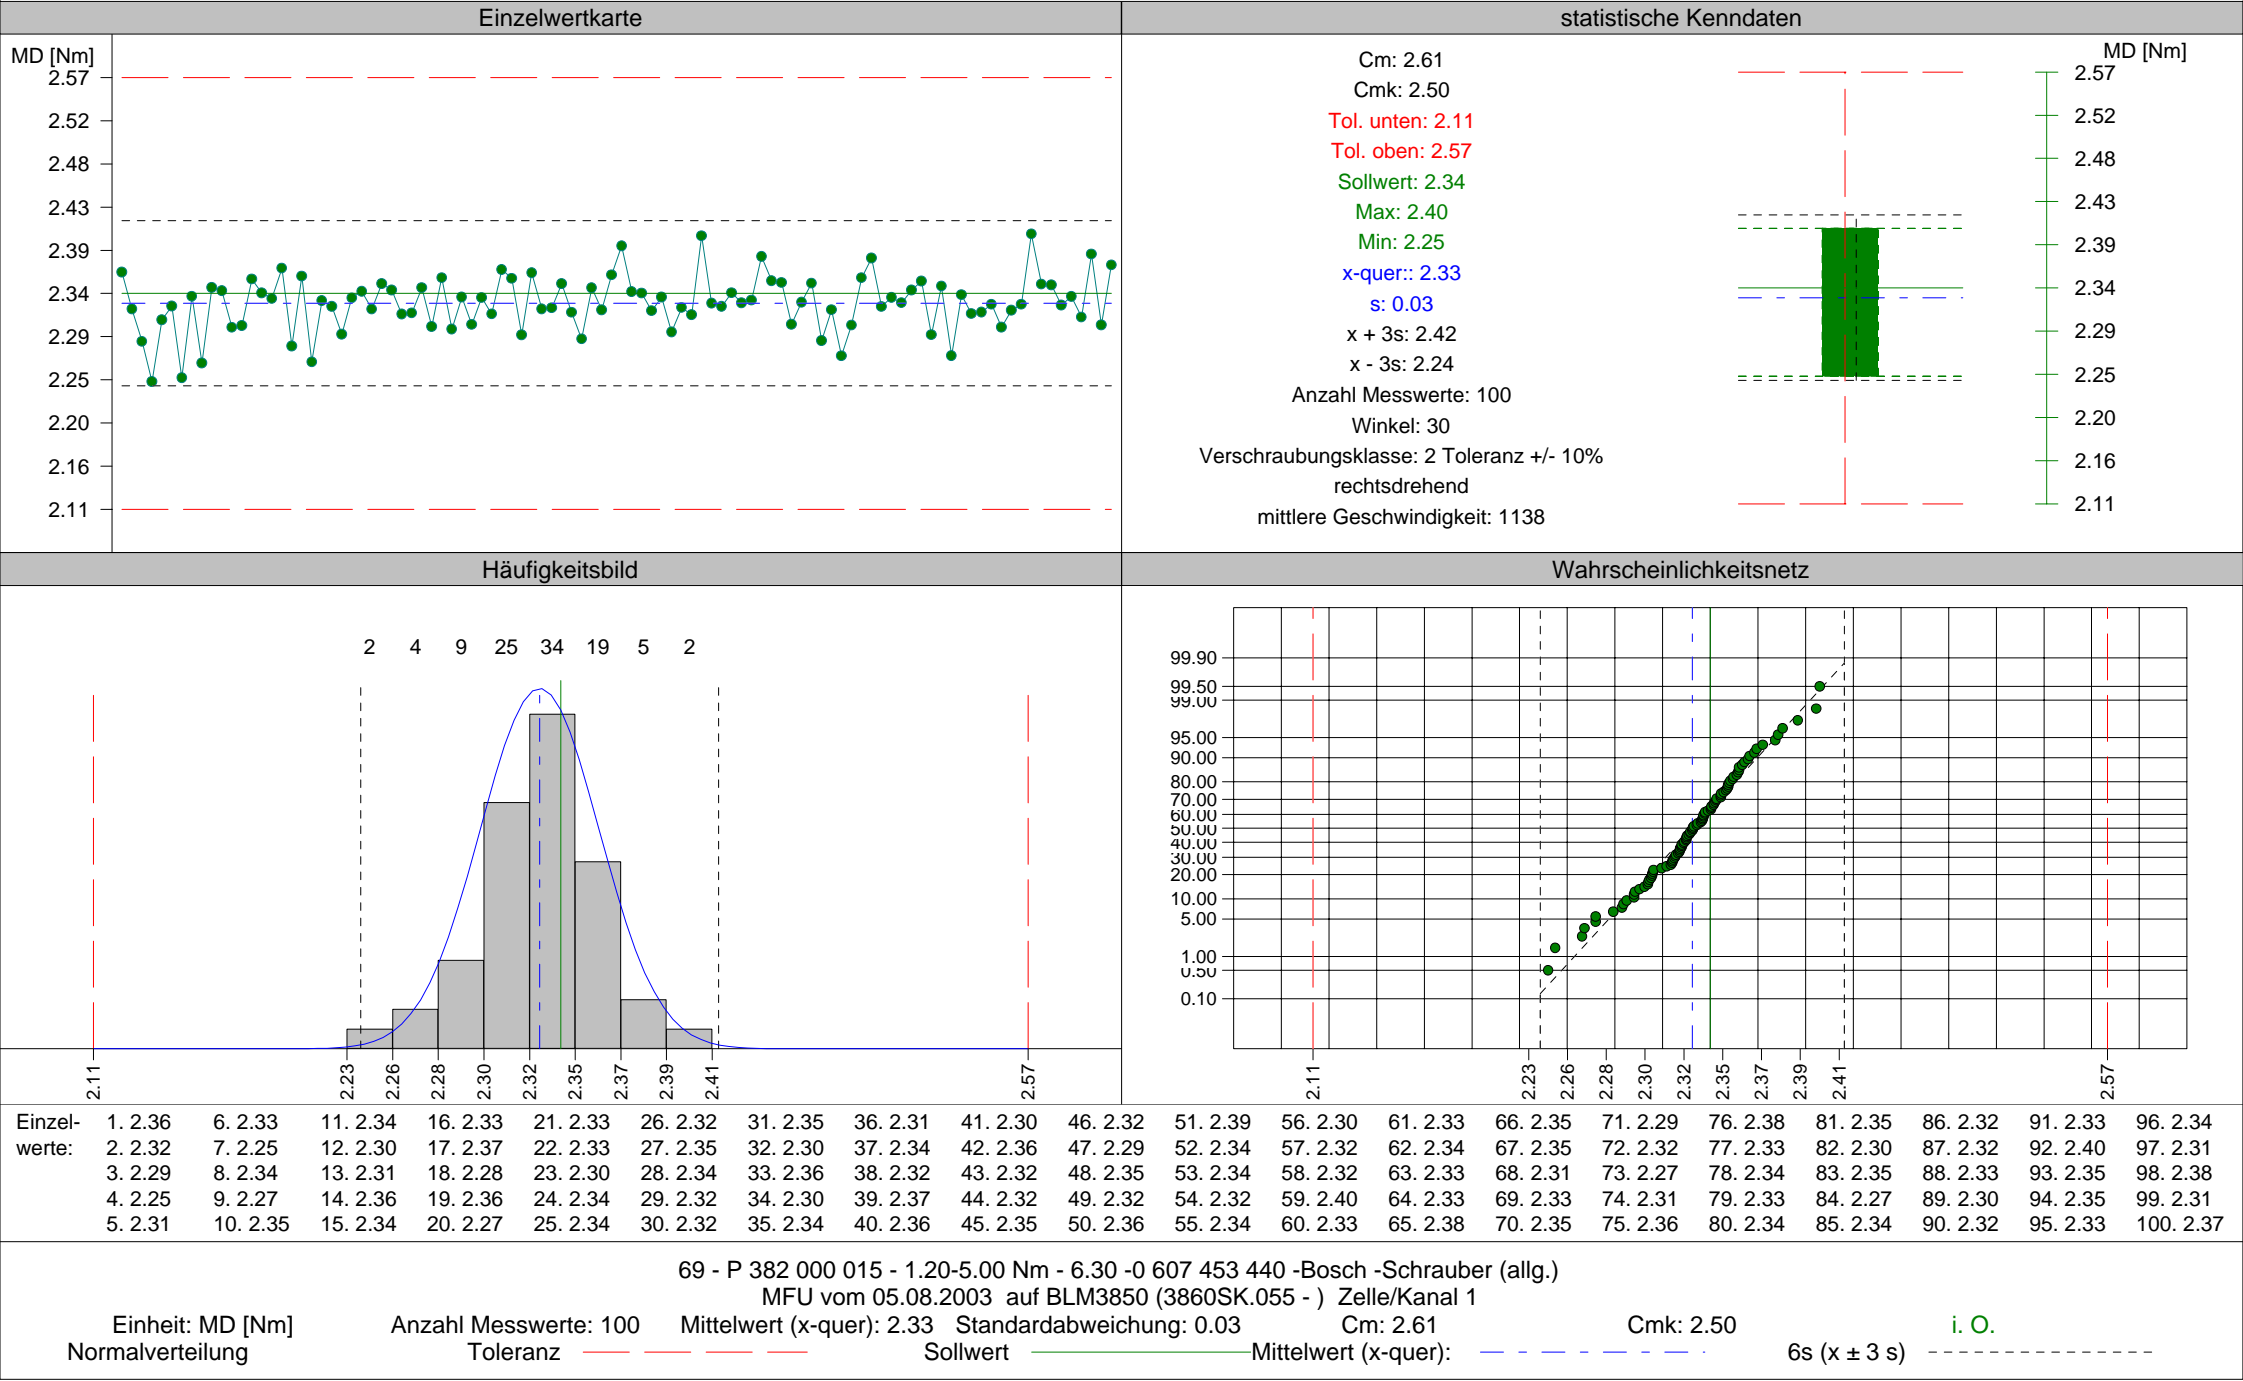 Einzelwertkarte
MD [Nm]
2.57
2.52
2.48
2.43
2.39
2.34
2.29
2.25
2.20
2.16
2.11
statistische Kenndaten
Cm: 2.61
Cmk: 2.50
Tol. unten: 2.11
Tol. oben: 2.57
Sollwert: 2.34
Max: 2.40
Min: 2.25
x-quer:: 2.33
s: 0.03
x + 3s: 2.42
x - 3s: 2.24
Anzahl Messwerte: 100
Winkel: 30
Verschraubungsklasse: 2 Toleranz +/- 10%
rechtsdrehend
mittlere Geschwindigkeit: 1138
MD [Nm]
2.57
2.52
2.48
2.43
2.39
2.34
2.29
2.25
2.20
2.16
2.11
Häufigkeitsbild
2 4 9 25 34 19 5 2
2.11 2.23 2.26 2.28 2.30 2.32 2.35 2.37 2.39 2.41 2.57
Wahrscheinlichkeitsnetz
99.90
99.50
99.00
95.00
90.00
80.00
70.00
60.00
50.00
40.00
30.00
20.00
10.00
5.00
1.00
0.50
0.10
2.11 2.23 2.26 2.28 2.30 2.32 2.35 2.37 2.39 2.41 2.57
Einzel- 1. 2.36 6. 2.33 11. 2.34 16. 2.33 21. 2.33 26. 2.32 31. 2.35 36. 2.31 41. 2.30 46. 2.32 51. 2.39 56. 2.30 61. 2.33 66. 2.35 71. 2.29 76. 2.38 81. 2.35 86. 2.32 91. 2.33 96. 2.34
werte: 2. 2.32 7. 2.25 12. 2.30 17. 2.37 22. 2.33 27. 2.35 32. 2.30 37. 2.34 42. 2.36 47. 2.29 52. 2.34 57. 2.32 62. 2.34 67. 2.35 72. 2.32 77. 2.33 82. 2.30 87. 2.32 92. 2.40 97. 2.31
3. 2.29 8. 2.34 13. 2.31 18. 2.28 23. 2.30 28. 2.34 33. 2.36 38. 2.32 43. 2.32 48. 2.35 53. 2.34 58. 2.32 63. 2.33 68. 2.31 73. 2.27 78. 2.34 83. 2.35 88. 2.33 93. 2.35 98. 2.38
4. 2.25 9. 2.27 14. 2.36 19. 2.36 24. 2.34 29. 2.32 34. 2.30 39. 2.37 44. 2.32 49. 2.32 54. 2.32 59. 2.40 64. 2.33 69. 2.33 74. 2.31 79. 2.33 84. 2.27 89. 2.30 94. 2.35 99. 2.31
5. 2.31 10. 2.35 15. 2.34 20. 2.27 25. 2.34 30. 2.32 35. 2.34 40. 2.36 45. 2.35 50. 2.36 55. 2.34 60. 2.33 65. 2.38 70. 2.35 75. 2.36 80. 2.34 85. 2.34 90. 2.32 95. 2.33 100. 2.37
69 - P 382 000 015 - 1.20-5.00 Nm - 6.30 -0 607 453 440 -Bosch -Schrauber (allg.)
MFU vom 05.08.2003 auf BLM3850 (3860SK.055 - ) Zelle/Kanal 1
Einheit: MD [Nm] Anzahl Messwerte: 100 Mittelwert (x-quer): 2.33 Standardabweichung: 0.03 Cm: 2.61 Cmk: 2.50 i. O.
Normalverteilung Toleranz Sollwert Mittelwert (x-quer): 6s (x ± 3 s)